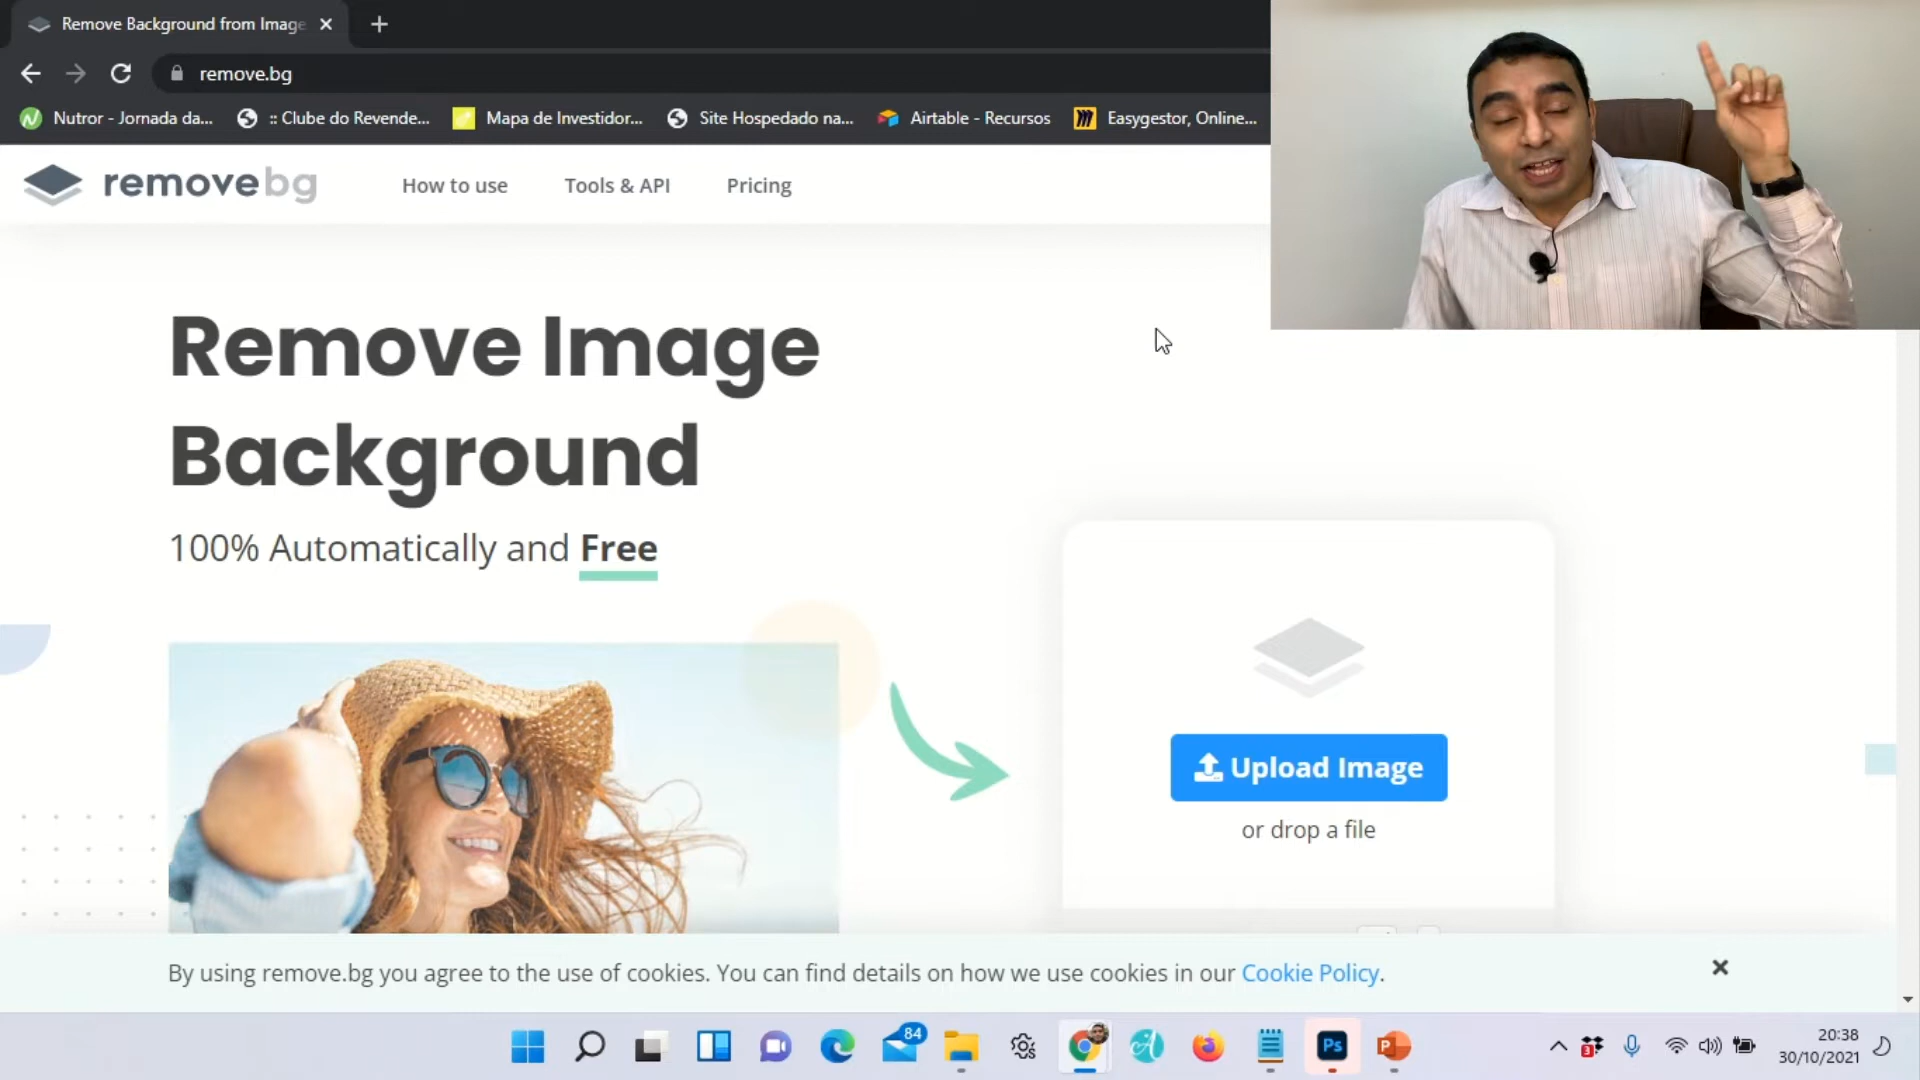 Remove Background from Image
remove.bg
Nutror - Jornada da...
:: Clube do Revende...
Mapa de Investidor...
Site Hospedado na...
Airtable - Recursos
Easygestor, Online...
removebg
How to use
Tools & API
Pricing
Remove Image
Background
100% Automatically and Free
Upload Image
or drop a file
By using remove.bg you agree to the use of cookies. You can find details on how we use cookies in our Cookie Policy.
84
Ps
P
3
20:38
30/10/2021